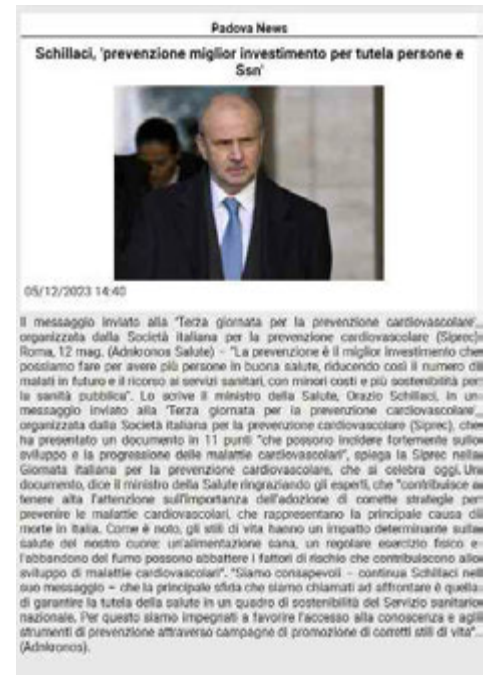 Padova News
Schillaci, 'prevenzione miglior investimento per tutela persone e
Ssn'
05/12/2023 14:40
Il messaggio inviato alla 'Terza giornata per la prevenzione cardiovascolare',
organizzata dalla Società italiana per la prevenzione cardiovascolare (Siprec)
Roma, 12 mag. (Adnkronos Salute) - "La prevenzione è il miglior investimento che
possiamo fare per avere più persone in buona salute, riducendo così il numero di
malati in futuro e il ricorso ai servizi sanitari, con minori costi e più sostenibilità per
la sanità pubblica". Lo scrive il ministro della Salute, Orazio Schillaci, in un
messaggio inviato alla 'Terza giornata per la prevenzione cardiovascolare',
organizzata dalla Società italiana per la prevenzione cardiovascolare (Siprec), che
ha presentato un documento in 11 punti "che possono incidere fortemente sullo
sviluppo e la progressione delle malattie cardiovascolari", spiega la Siprec nella
Giornata italiana per la prevenzione cardiovascolare, che si celebra oggi. Un
documento, dice il ministro della Salute ringraziando gli esperti, che "contribuisce a
tenere alta l'attenzione sull'importanza dell'adozione di corrette strategie per
prevenire le malattie cardiovascolari, che rappresentano la principale causa di
morte in Italia. Come è noto, gli stili di vita hanno un impatto determinante sulla
salute del nostro cuore: un'alimentazione sana, un regolare esercizio fisico e
l'abbandono del fumo possono abbattere i fattori di rischio che contribuiscono allo
sviluppo di malattie cardiovascolari". "Siamo consapevoli - continua Schillaci nel
suo messaggio - che la principale sfida che siamo chiamati ad affrontare è quella
di garantire la tutela della salute in un quadro di sostenibilità del Servizio sanitario
nazionale. Per questo siamo impegnati a favorire l'accesso alla conoscenza e agli
strumenti di prevenzione attraverso campagne di promozione di corretti stili di vita".
(Adnkronos).